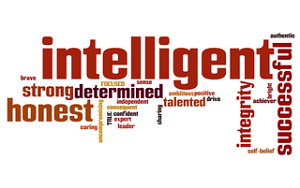 authentic
intelligent
brave
FOCUSED
sense
strong
determined
ambitious
positive
bright
successful
independent
honest
consequent
talented
drive
integrity
achiever
TRUE
confident
expert
sharing
caring
leader
self-belief